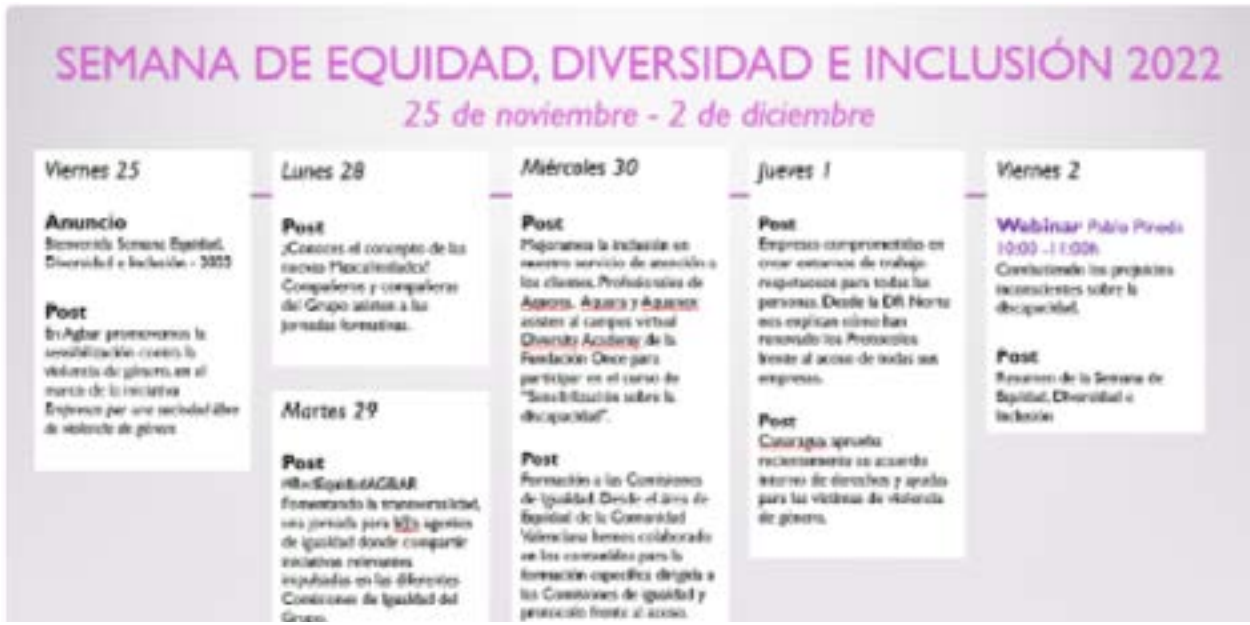 SEMANA DE EQUIDAD, DIVERSIDAD E INCLUSIÓN 2022
25 de noviembre - 2 de diciembre
Viernes 25
Anuncio
Bienvenida Semana Equidad,
Diversidad e Inclusión - 2022
Post
En Agbar promovemos la
sensibilización contra la
violencia de género, en el
marco de la iniciativa
Empresas por una sociedad libre
de violencia de género
Lunes 28
Post
¿Conoces el concepto de las
nuevas Masculinidades?
Compañeros y compañeras
del Grupo asisten a las
jornadas formativas.
Martes 29
Post
#RedEquidadAGBAR
Fomentando la transversalidad,
una jornada para agentes
de igualdad donde compartir
iniciativas relevantes
impulsadas en las diferentes
Comisiones de Igualdad del
Grupo.
Miércoles 30
Post
Mejoramos la inclusión en
nuestro servicio de atención a
los clientes. Profesionales de
Aquara y Aquanex
asisten al campus virtual
Diversity Academy de la
Fundación Once para
participar en el curso de
"Sensibilización sobre la
discapacidad".
Post
Formación a las Comisiones
de Igualdad. Desde el área de
Equidad de la Comunidad
Valenciana hemos colaborado
en los contenidos para la
formación específica dirigida a
las Comisiones de igualdad y
protocolo frente al acoso.
Jueves 1
Post
Empresas comprometidas en
crear entornos de trabajo
respetuosos para todas las
personas. Desde la DR Norte
nos explican cómo han
renovado los Protocolos
frente al acoso de todas sus
empresas.
Post
aprueba
recientemente su acuerdo
interno de derechos y ayudas
para las víctimas de violencia
de género.
Viernes 2
Webinar Pablo Pineda
10:00 -11:00h
Combatiendo los prejuicios
inconscientes sobre la
discapacidad.
Post
Resumen de la Semana de
Equidad, Diversidad e
Inclusión